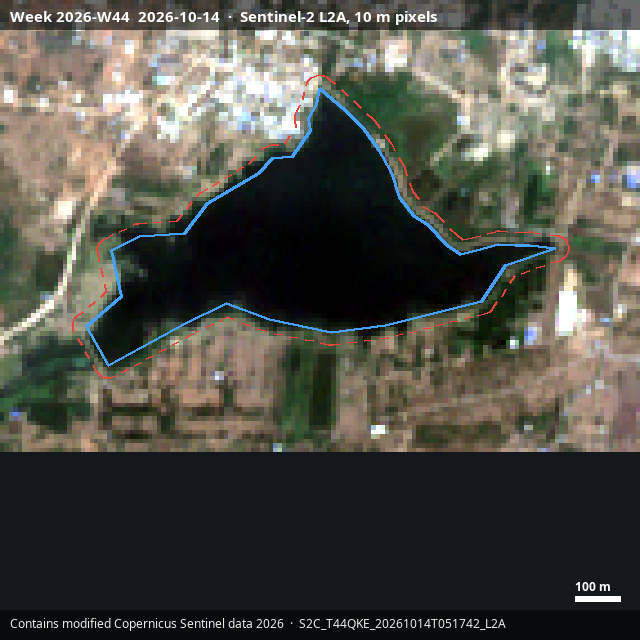 Week 2026-W44  2026-10-14  ·  Sentinel-2 L2A, 10 m pixels
100 m
Contains modified Copernicus Sentinel data 2026  ·  S2C_T44QKE_20261014T051742_L2A